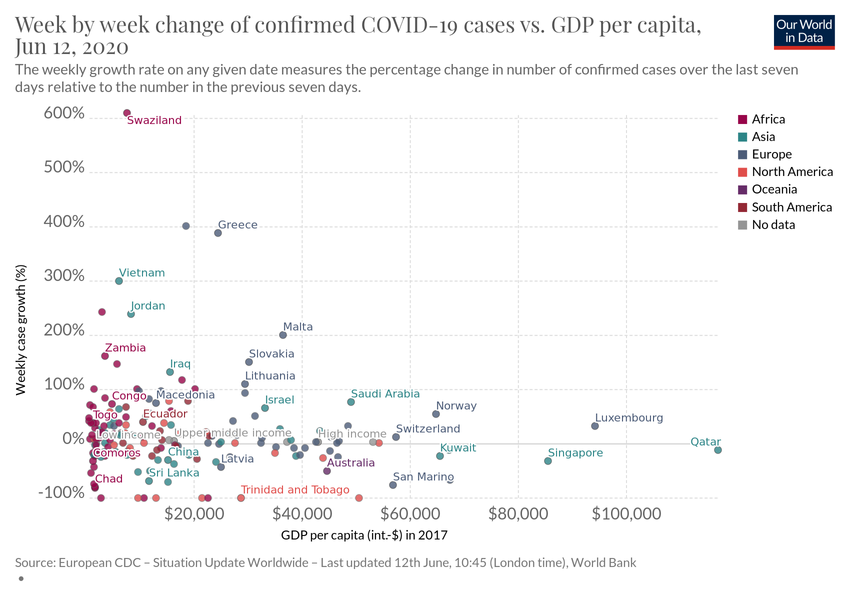 Week by week change of confirmed COVID-19 cases vs. GDP per capita,
Jun 12, 2020
Our World
in Data
The weekly growth rate on any given date measures the percentage change in number of confirmed cases over the last seven
days relative to the number in the previous seven days.
600%
500%
400%
300%
200%
100%
0%
-100%
Weekly case growth (%)
Swaziland
Greece
Vietnam
Jordan
Malta
Zambia
Slovakia
Iraq
Lithuania
Congo
Macedonia
Israel
Saudi Arabia
Togo
Ecuador
Norway
Luxembourg
Low income
Upper middle income
High income
Switzerland
Comoros
China
Kuwait
Qatar
Singapore
Latvia
Australia
Chad
Sri Lanka
San Marino
Trinidad and Tobago
$20,000
$40,000
$60,000
$80,000
$100,000
GDP per capita (int.-$) in 2017
Africa
Asia
Europe
North America
Oceania
South America
No data
Source: European CDC – Situation Update Worldwide – Last updated 12th June, 10:45 (London time), World Bank